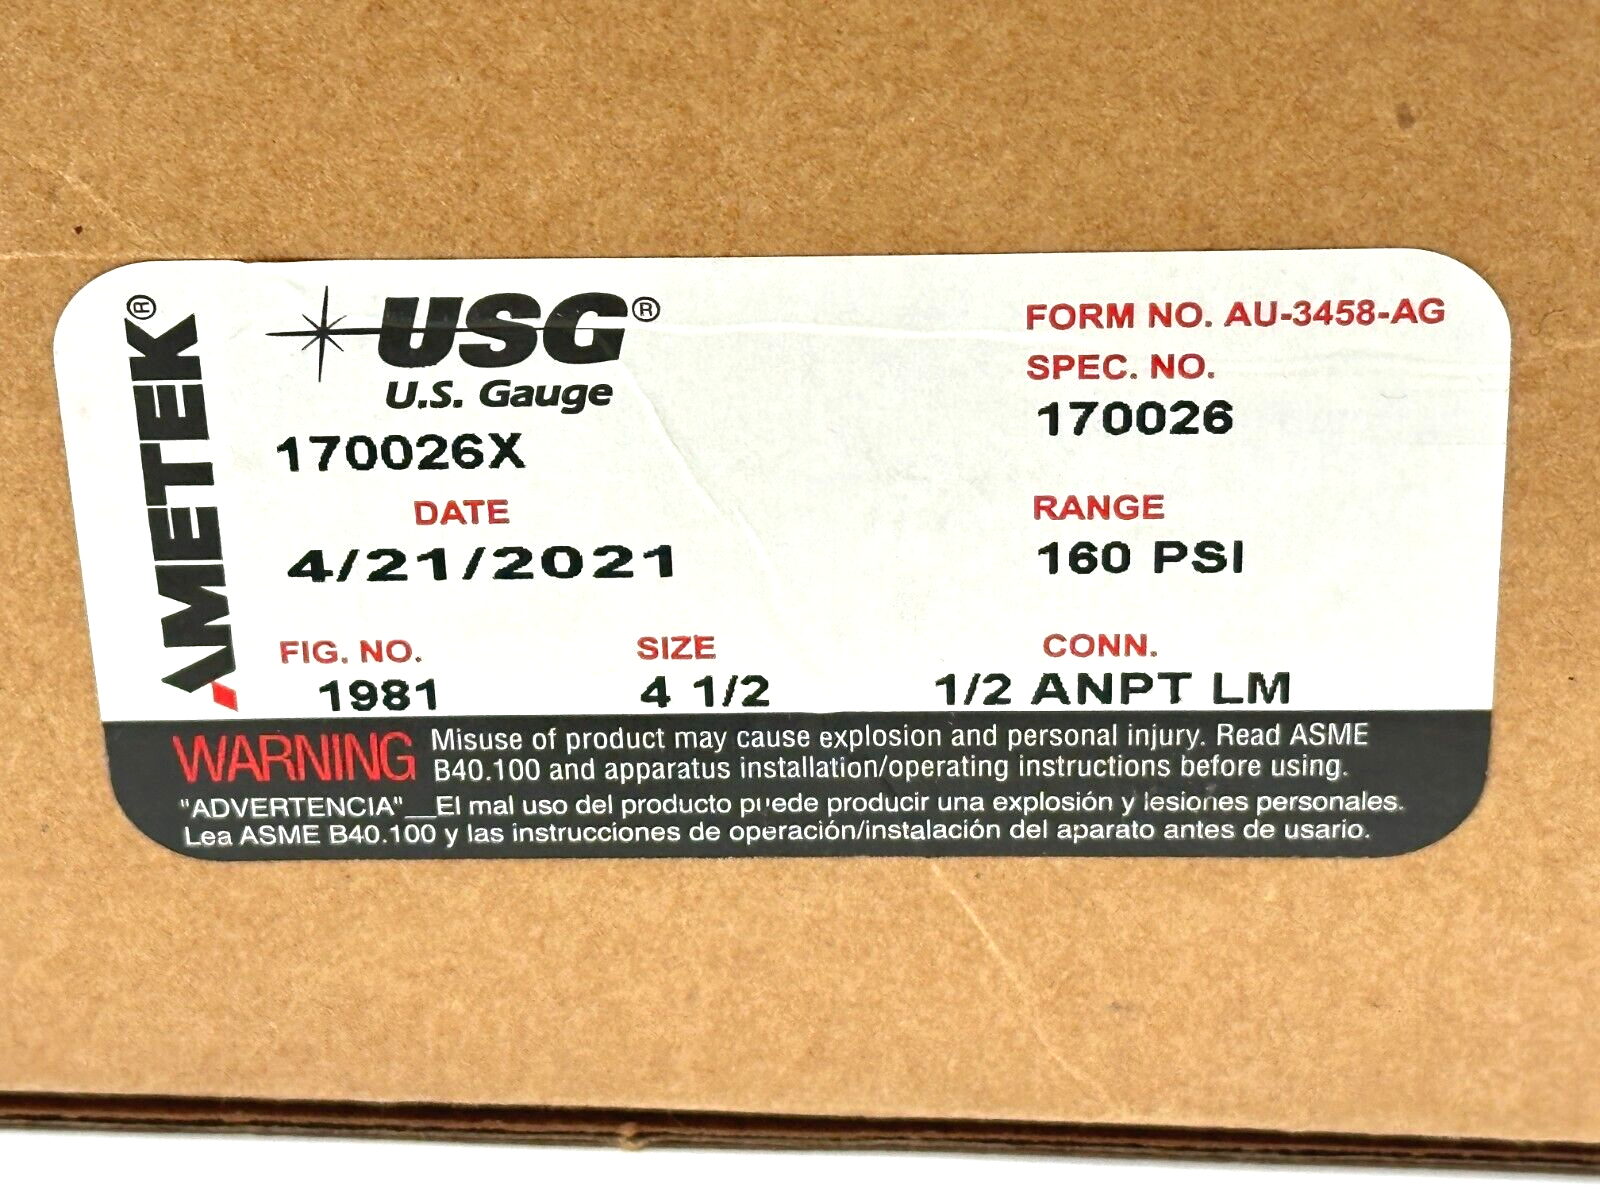 AMETEK®
USG®
U.S. Gauge
170026X
DATE
4/21/2021
FORM NO. AU-3458-AG
SPEC. NO.
170026
RANGE
160 PSI
FIG. NO.
1981
SIZE
4 1/2
CONN.
1/2 ANPT LM
WARNING Misuse of product may cause explosion and personal injury. Read ASME
B40.100 and apparatus installation/operating instructions before using.
"ADVERTENCIA"__El mal uso del producto puede producir una explosión y lesiones personales.
Lea ASME B40.100 y las instrucciones de operación/instalación del aparato antes de usario.